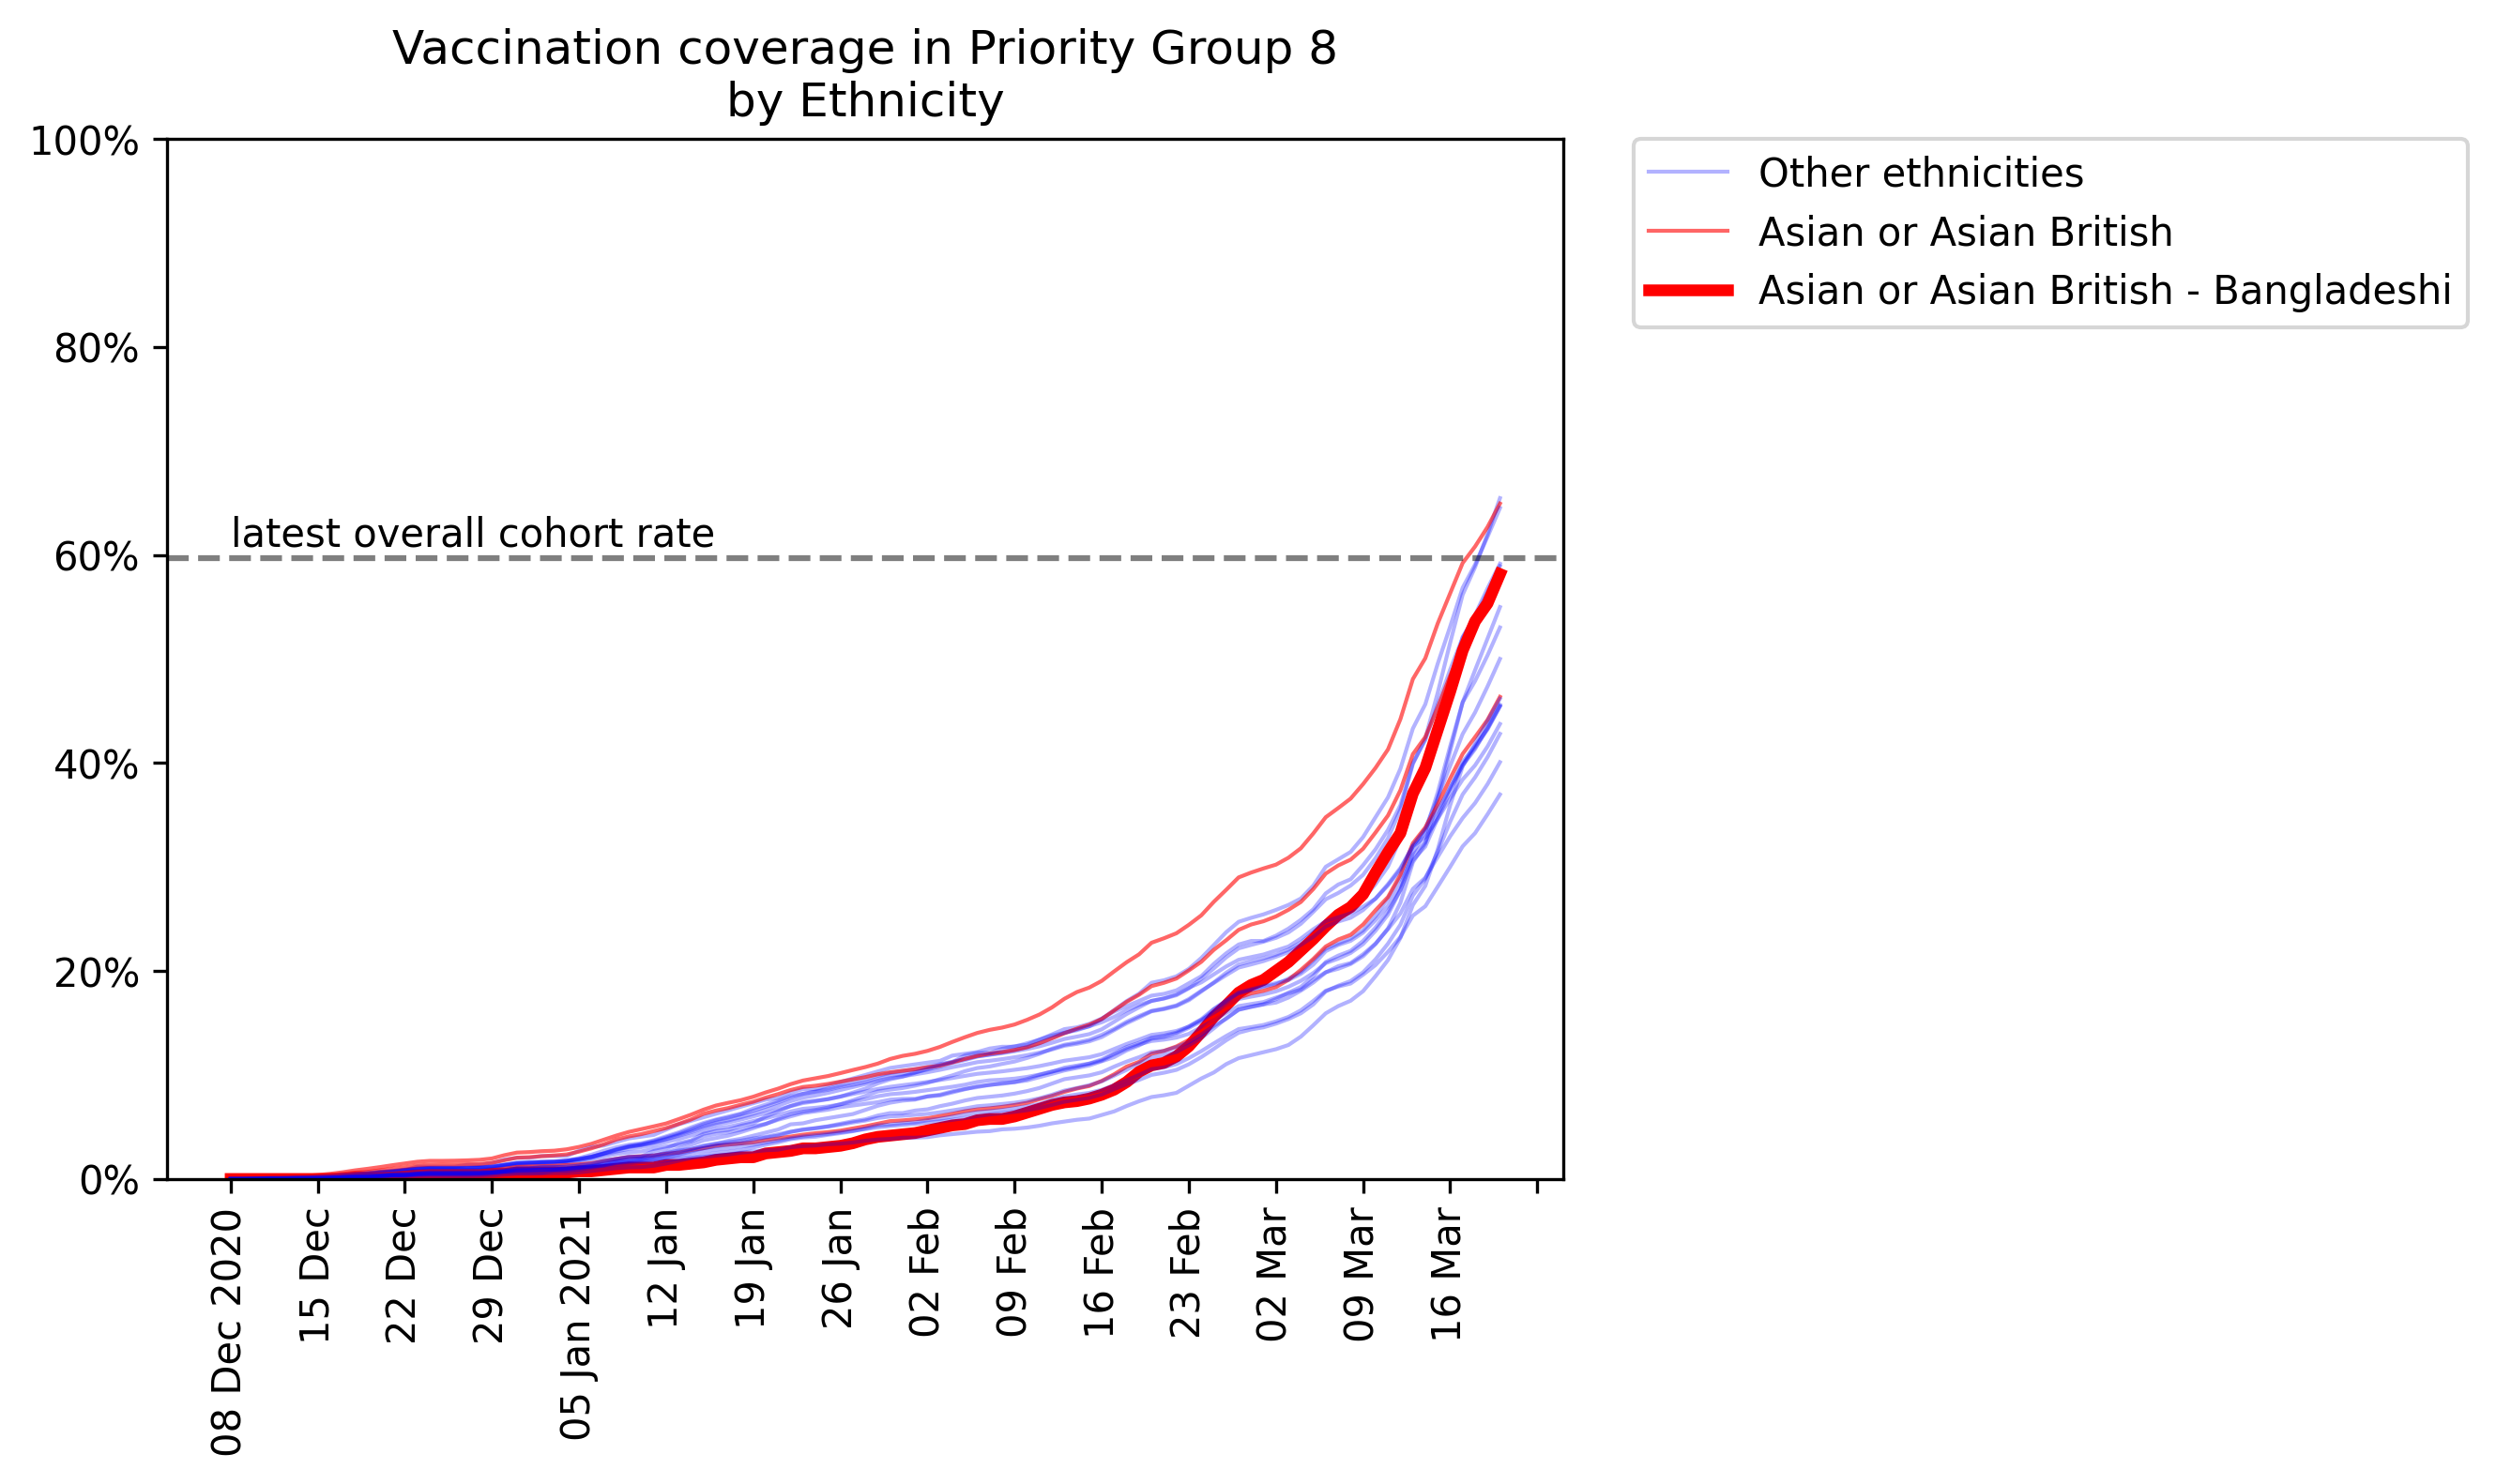 Vaccination coverage in Priority Group 8
by Ethnicity
100%
80%
60%
40%
20%
0%
latest overall cohort rate
08 Dec 2020
15 Dec
22 Dec
29 Dec
05 Jan 2021
12 Jan
19 Jan
26 Jan
02 Feb
09 Feb
16 Feb
23 Feb
02 Mar
09 Mar
16 Mar
Other ethnicities
Asian or Asian British
Asian or Asian British - Bangladeshi